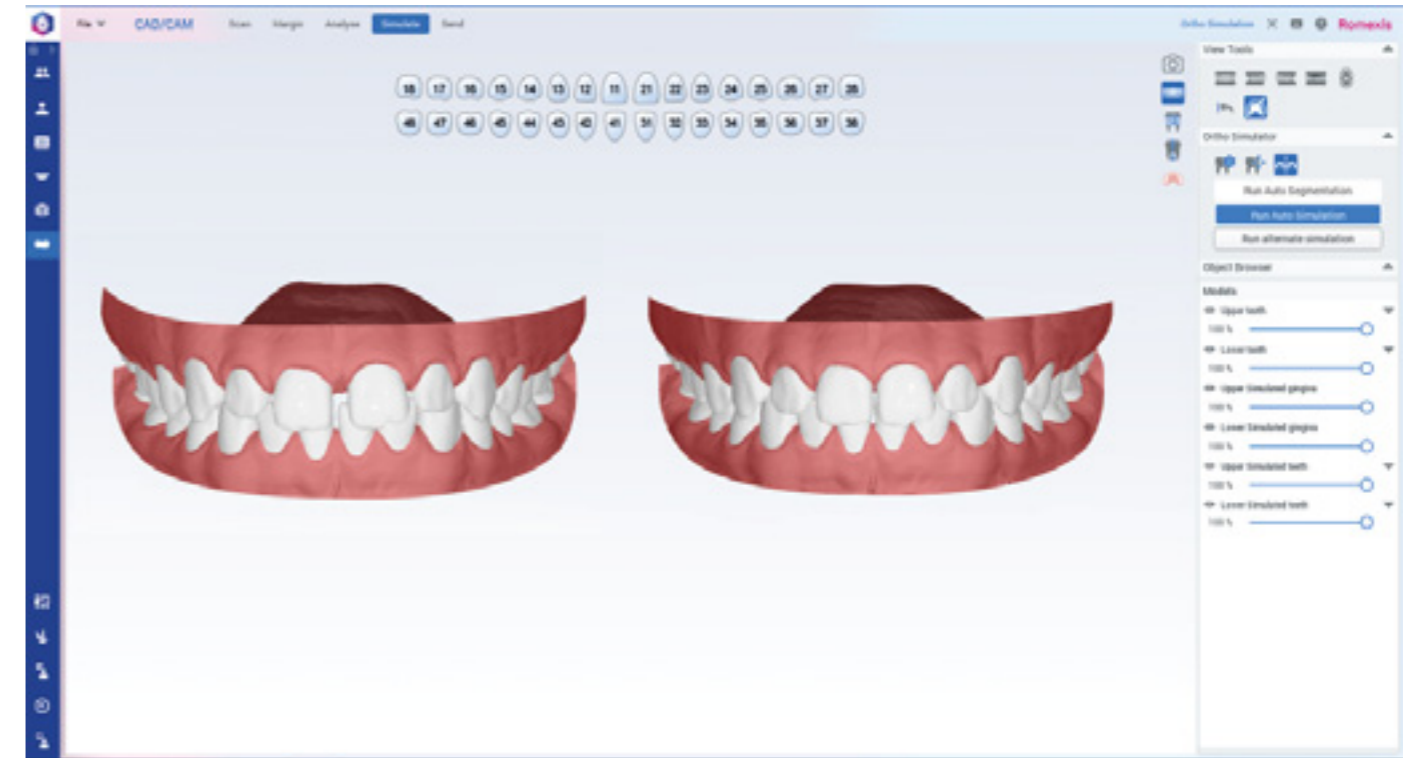 File
CAD/CAM
Scan
Margin
Analyse
Simulate
Send
Ortho Simulation
Romexis
18 17 16 15 14 13 12 11 21 22 23 24 25 26 27 28
48 47 46 45 44 43 42 41 31 32 33 34 35 36 37 38
View Tools
Ortho Simulator
Run Auto Segmentation
Run Auto Simulation
Run alternate simulation
Object Browser
Models
Upper teeth
100 %
Lower teeth
100 %
Upper Simulated gingiva
100 %
Lower Simulated gingiva
100 %
Upper Simulated teeth
100 %
Lower Simulated teeth
100 %